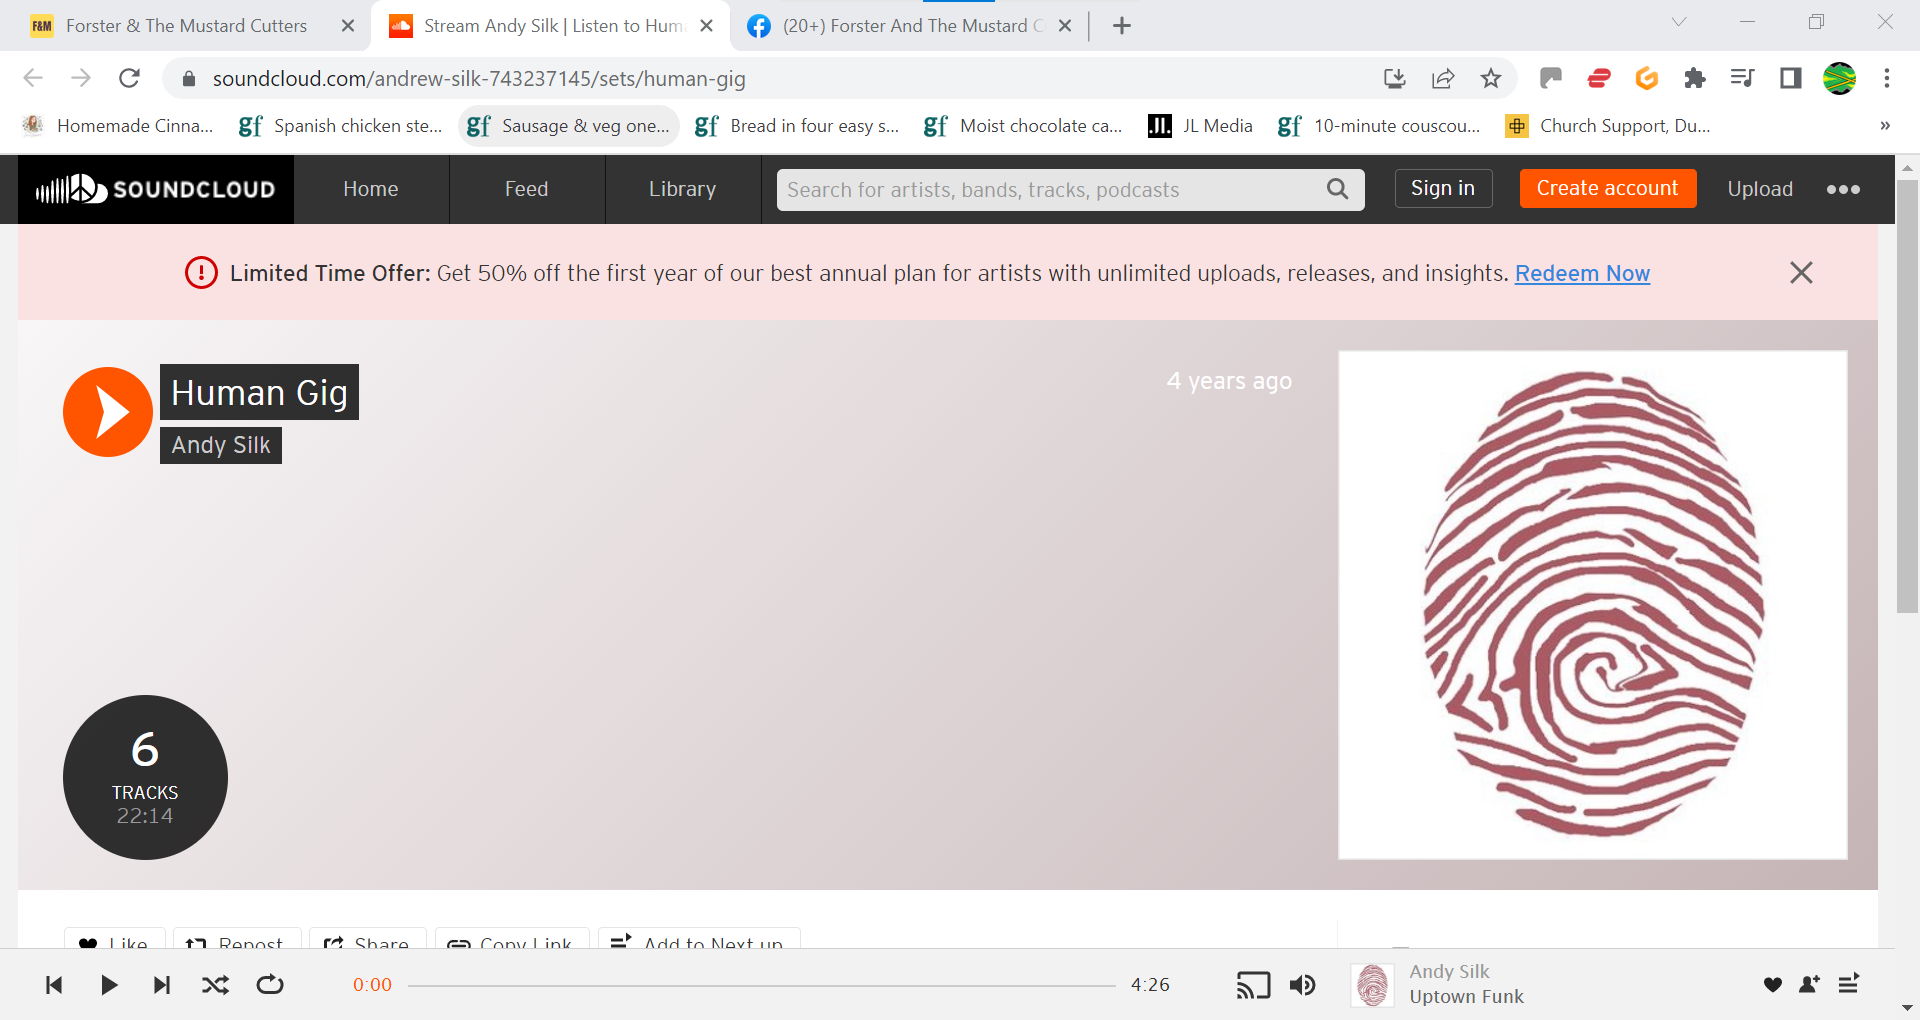 F&M Forster & The Mustard Cutters
Stream Andy Silk | Listen to Hum
(20+) Forster And The Mustard C
soundcloud.com/andrew-silk-743237145/sets/human-gig
Homemade Cinna...
gf Spanish chicken ste...
gf Sausage & veg one...
gf Bread in four easy s...
gf Moist chocolate ca...
.JL. JL Media
gf 10-minute couscou...
Church Support, Du...
»
SOUNDCLOUD
Home
Feed
Library
Search for artists, bands, tracks, podcasts
Sign in
Create account
Upload
Limited Time Offer: Get 50% off the first year of our best annual plan for artists with unlimited uploads, releases, and insights. Redeem Now
Human Gig
Andy Silk
4 years ago
6
TRACKS
22:14
Like
Repost
Share
Copy Link
Add to Next up
0:00
4:26
Andy Silk
Uptown Funk